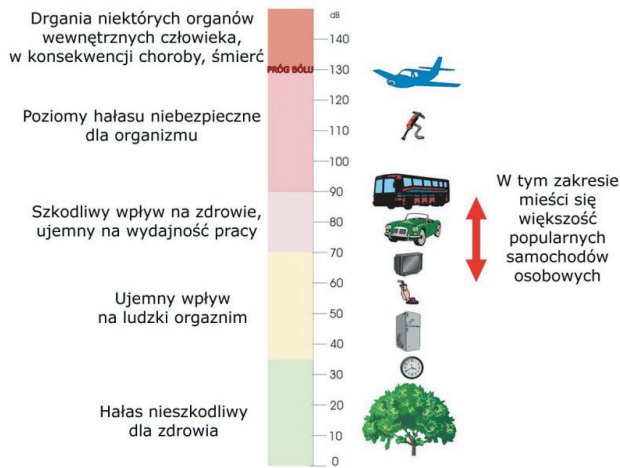 Drgania niektórych organów
wewnętrznych człowieka,
w konsekwencji choroby, śmierć
Poziomy hałasu niebezpieczne
dla organizmu
Szkodliwy wpływ na zdrowie,
ujemny na wydajność pracy
Ujemny wpływ
na ludzki orgaznim
Hałas nieszkodliwy
dla zdrowia
PRÓG BÓLU
dB
140
130
120
110
100
90
80
70
60
50
40
30
20
10
0
W tym zakresie
mieści się
większość
popularnych
samochodów
osobowych